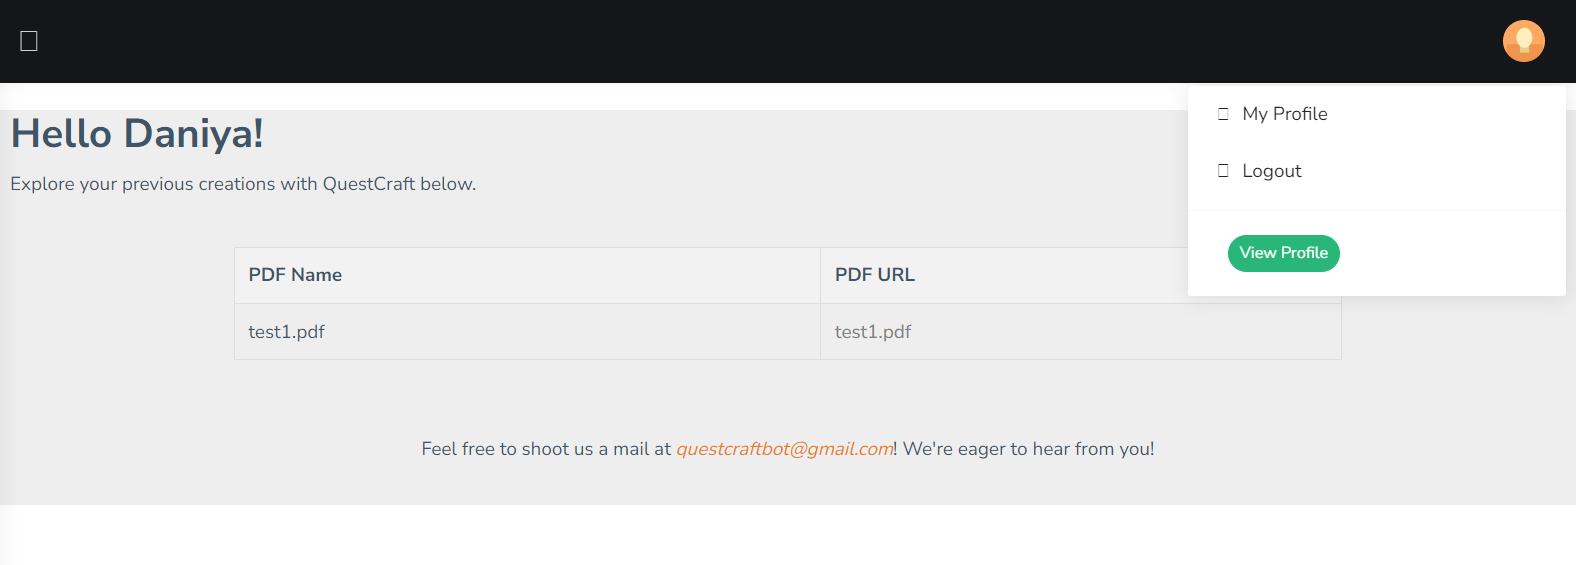 My Profile
Logout
View Profile
Hello Daniya!
Explore your previous creations with QuestCraft below.
PDF Name PDF URL
test1.pdf test1.pdf
Feel free to shoot us a mail at questcraftbot@gmail.com! We're eager to hear from you!